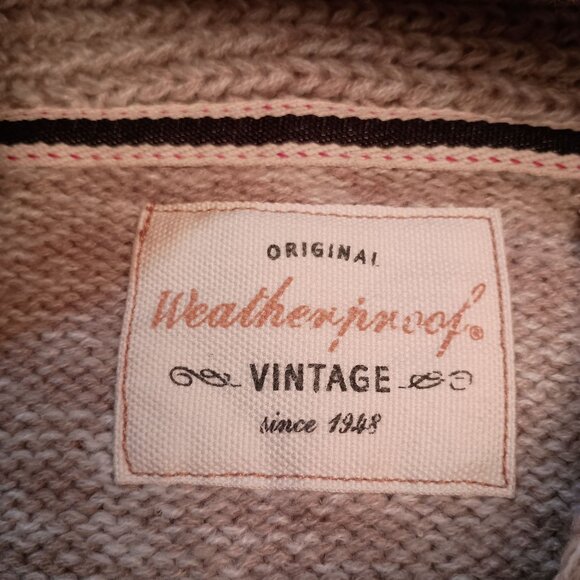 ORIGINAL
Weatherproof®
VINTAGE
since 1948